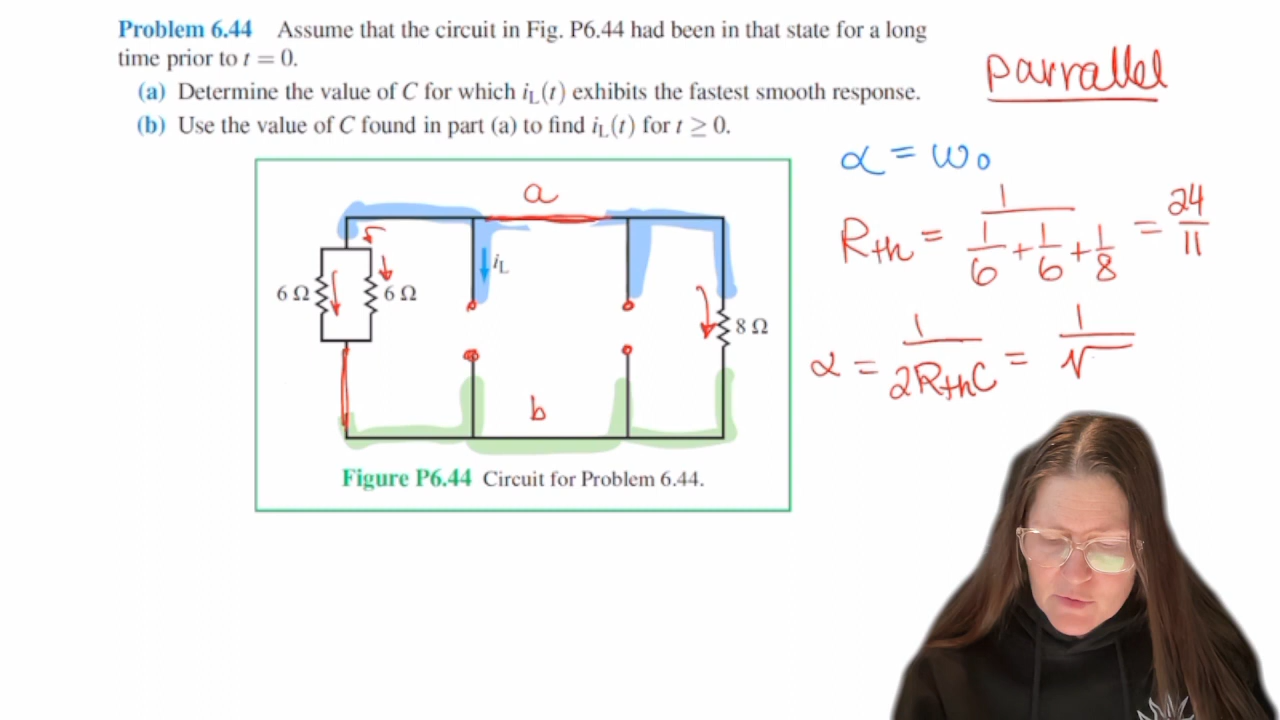 Problem 6.44 Assume that the circuit in Fig. P6.44 had been in that state for a long
time prior to t = 0.
(a) Determine the value of C for which iL(t) exhibits the fastest smooth response.
(b) Use the value of C found in part (a) to find iL(t) for t ≥ 0.
parrallel
α = ω0
Rth = 1/(1/6 + 1/6 + 1/8) = 24/11
α = 1/(2RthC) = 1/√
a
iL
6 Ω
6 Ω
8 Ω
b
Figure P6.44 Circuit for Problem 6.44.